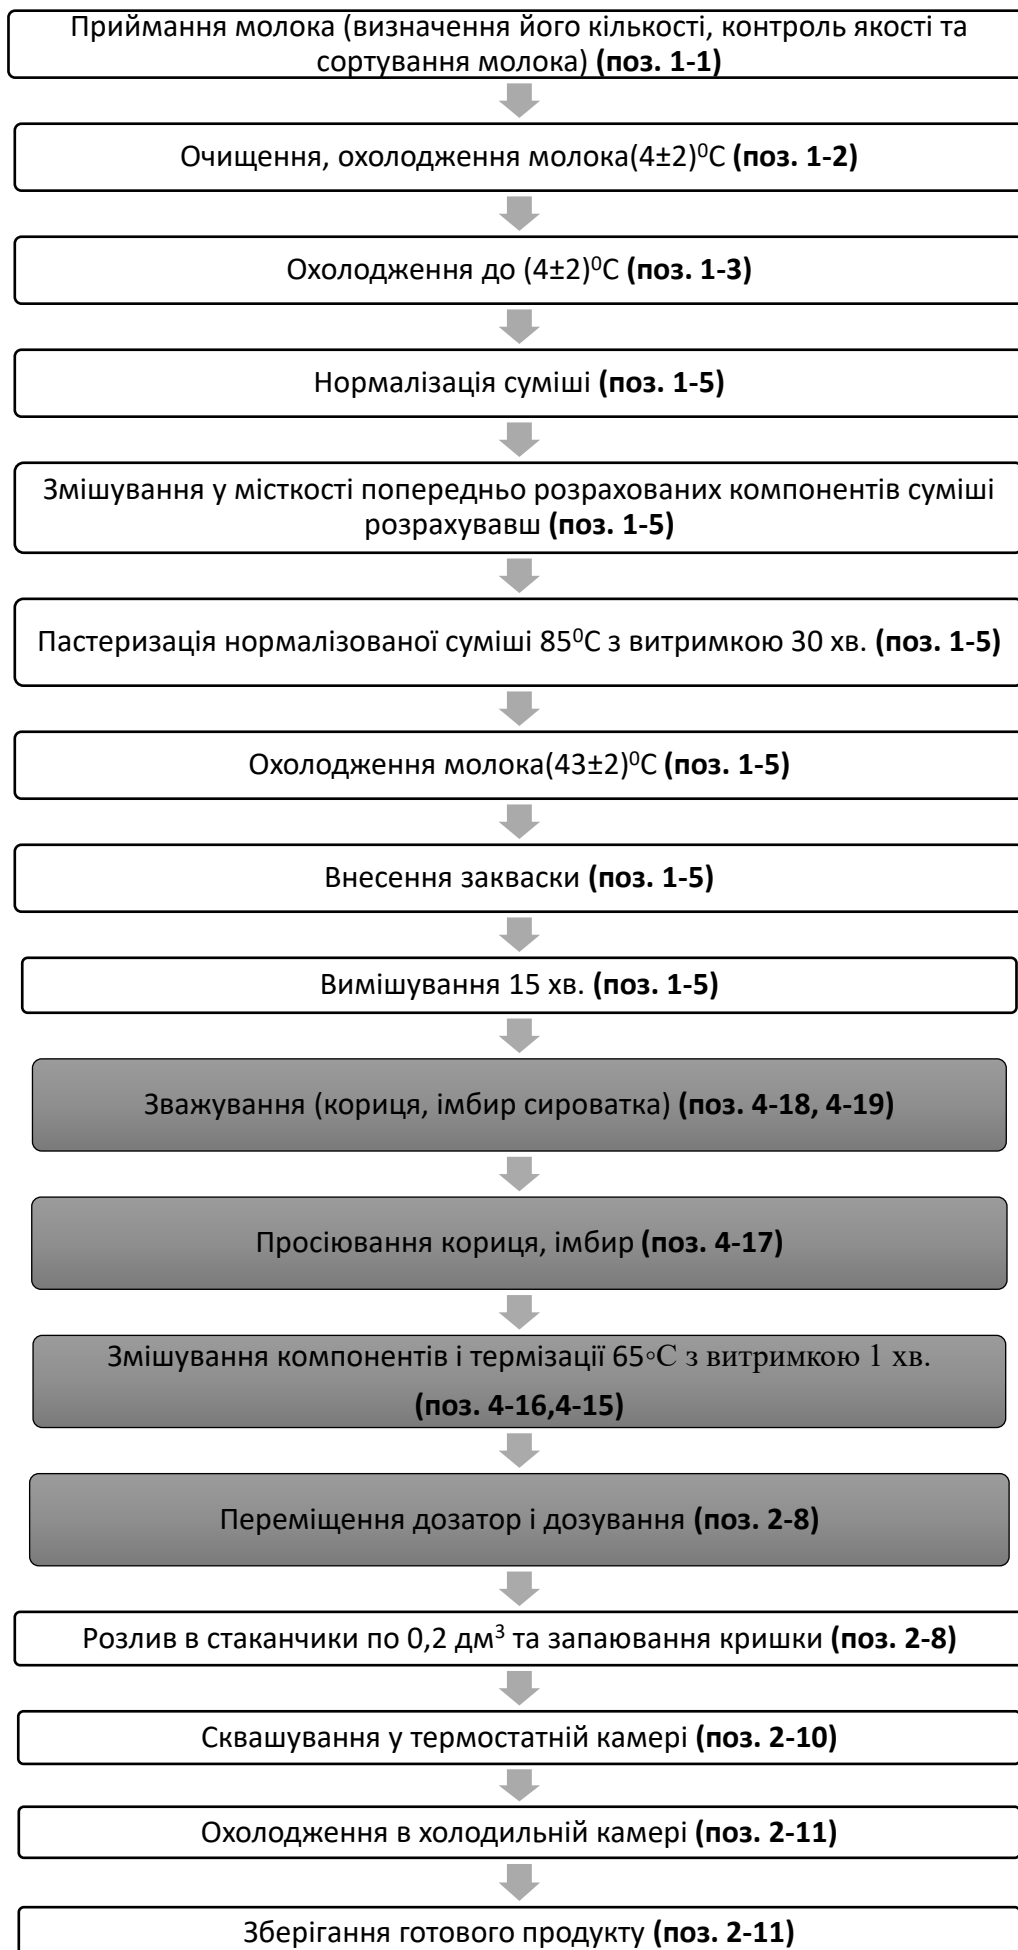 Приймання молока (визначення його кількості, контроль якості та
сортування молока) (поз. 1-1)
Очищення, охолодження молока(4±2)⁰С (поз. 1-2)
Охолодження до (4±2)⁰С (поз. 1-3)
Нормалізація суміші (поз. 1-5)
Змішування у місткості попередньо розрахованих компонентів суміші
розрахувавш (поз. 1-5)
Пастеризація нормалізованої суміші 85⁰С з витримкою 30 хв. (поз. 1-5)
Охолодження молока(43±2)⁰С (поз. 1-5)
Внесення закваски (поз. 1-5)
Вимішування 15 хв. (поз. 1-5)
Зважування (кориця, імбир сироватка) (поз. 4-18, 4-19)
Просіювання кориця, імбир (поз. 4-17)
Змішування компонентів і термізації 65◦С з витримкою 1 хв.
(поз. 4-16,4-15)
Переміщення дозатор і дозування (поз. 2-8)
Розлив в стаканчики по 0,2 дм³ та запаювання кришки (поз. 2-8)
Сквашування у термостатній камері (поз. 2-10)
Охолодження в холодильній камері (поз. 2-11)
Зберігання готового продукту (поз. 2-11)